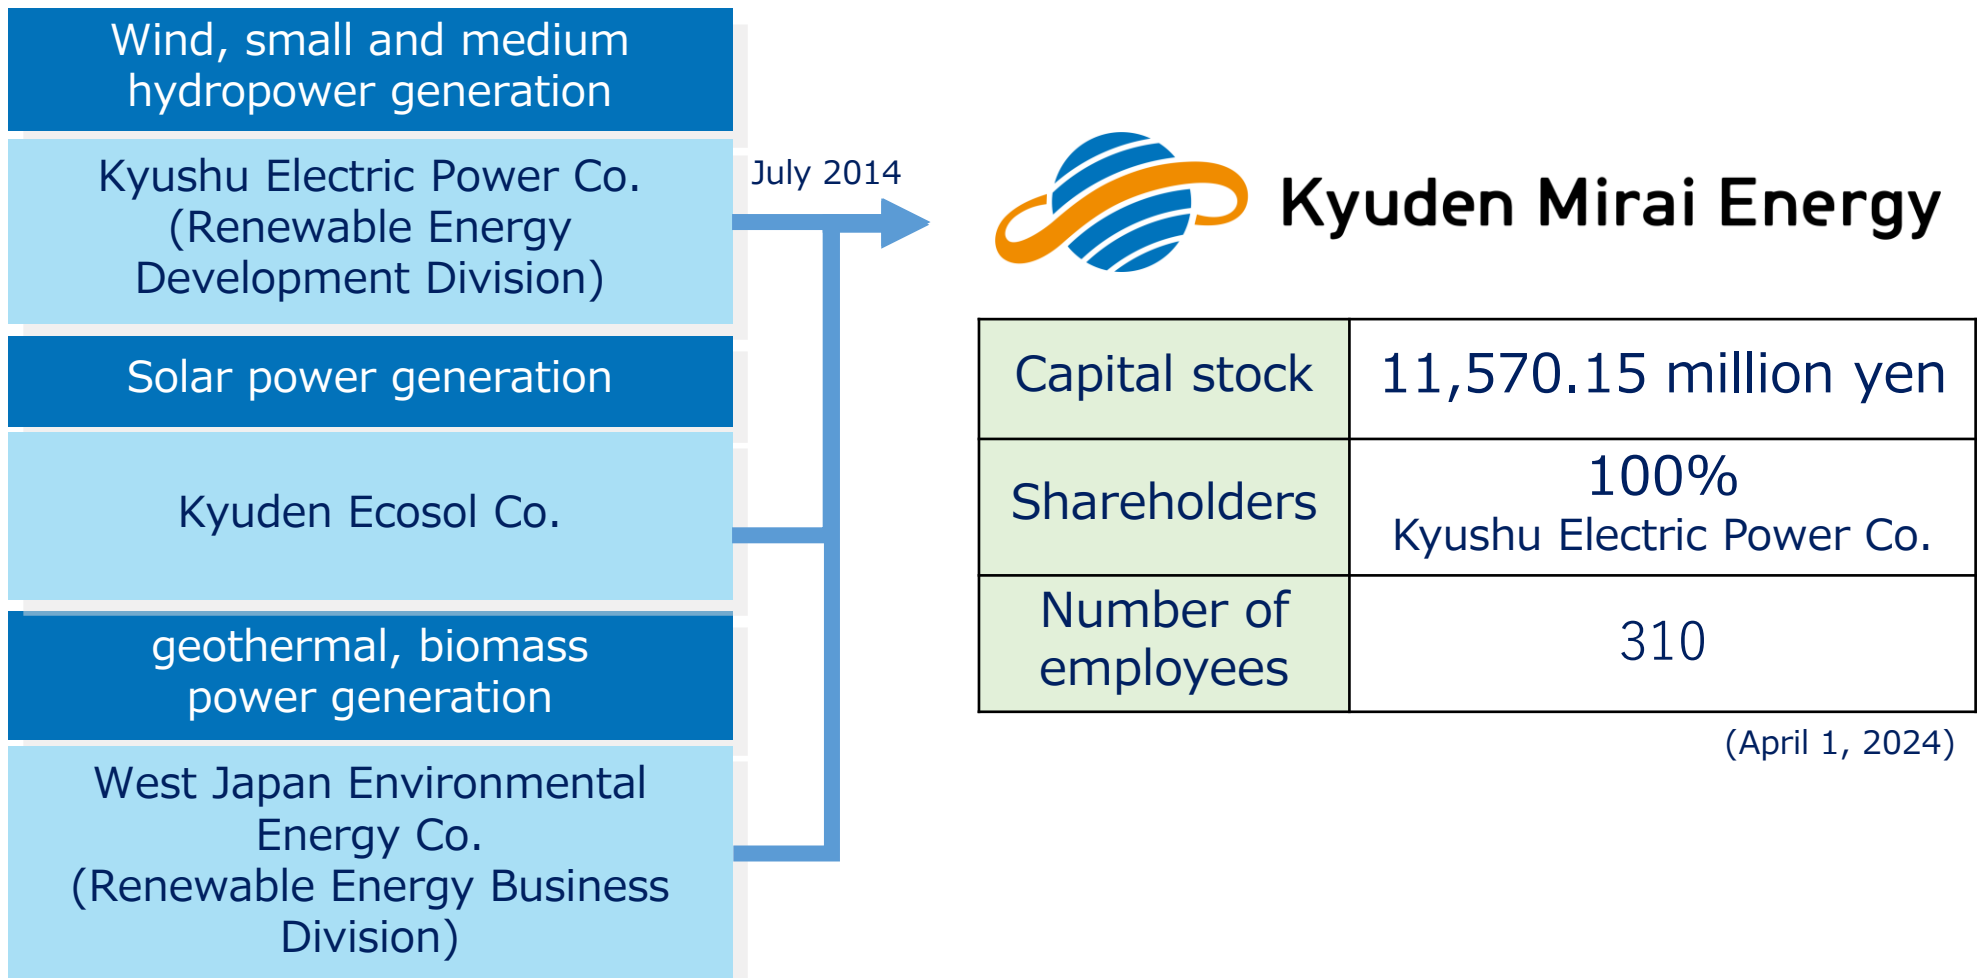 Wind, small and medium
hydropower generation
Kyushu Electric Power Co.
(Renewable Energy
Development Division)
Solar power generation
Kyuden Ecosol Co.
geothermal, biomass
power generation
West Japan Environmental
Energy Co.
(Renewable Energy Business
Division)
July 2014
Kyuden Mirai Energy
Capital stock
11,570.15 million yen
Shareholders
100%
Kyushu Electric Power Co.
Number of
employees
310
(April 1, 2024)